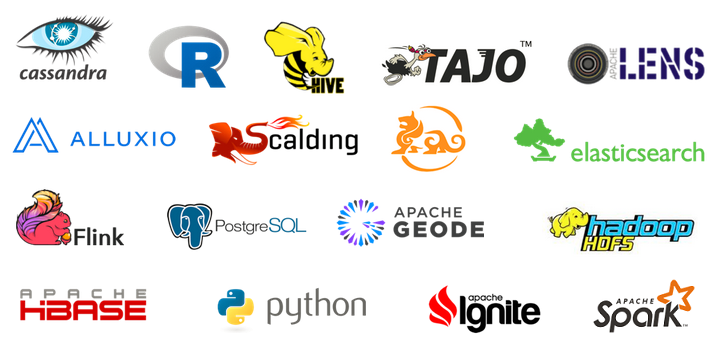 cassandra
R
HIVE
TAJO™
APACHE
LENS
ALLUXIO
Scalding
elasticsearch
Flink
PostgreSQL
APACHE
GEODE
hadoop
HDFS
APACHE
HBASE
python
apache
Ignite
APACHE
Spark™